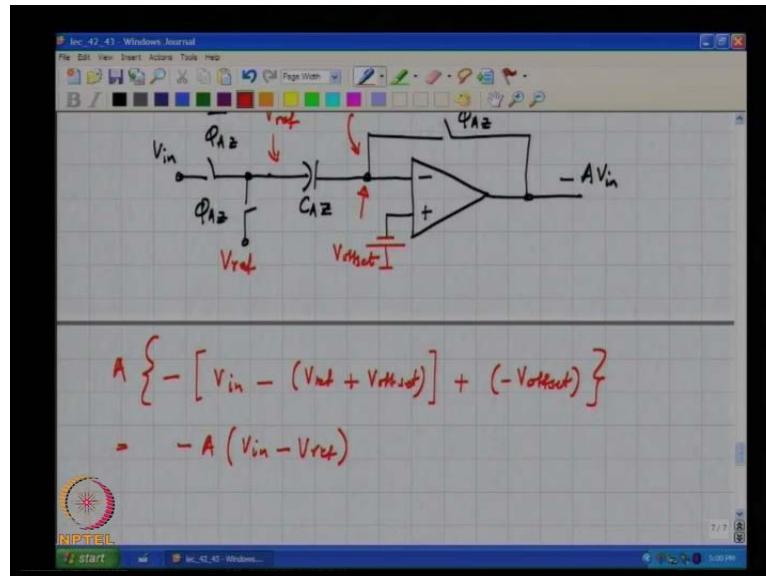 lec_42_43 - Windows Journal
File Edit View Insert Actions Tools Help
Page Width
B I
Vref
φAZ
φAZ
Vin
CAZ
- AVin
φAZ
-
+
Vref
Voffset
A { - [ Vin - (Vref + Voffset) ] + (-Voffset) }
= - A (Vin - Vref)
NPTEL
7 / 7
start
lec_42_43 - Windows...
5:00 PM